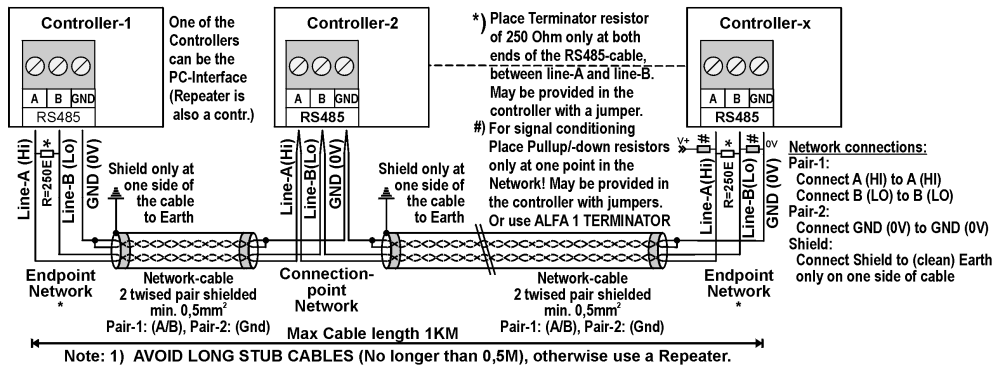 Controller-1
A B GND
RS485
One of the
Controllers
can be the
PC-Interface
(Repeater is
also a contr.)
Controller-2
A B GND
RS485
*) Place Terminator resistor
of 250 Ohm only at both
ends of the RS485-cable,
between line-A and line-B.
May be provided in the
controller with a jumper.
#) For signal conditioning
Place Pullup/-down resistors
only at one point in the
Network! May be provided in
the controller with jumpers.
Or use ALFA 1 TERMINATOR
Controller-x
A B GND
RS485
Line-A (Hi)
R=250E *
Line-B (Lo)
GND (0V)
Shield only at
one side of
the cable
to Earth
Line-A(Hi)
Line-B(Lo)
GND (0V)
Shield only at
one side of
the cable
to Earth
V+ # * # 0V
Line-A(Hi)
R=250E
Line-B(Lo)
GND (0V)
Network connections:
Pair-1:
Connect A (HI) to A (HI)
Connect B (LO) to B (LO)
Pair-2:
Connect GND (0V) to GND (0V)
Shield:
Connect Shield to (clean) Earth
only on one side of cable
Endpoint
Network
*
Network-cable
2 twised pair shielded
min. 0,5mm²
Pair-1: (A/B), Pair-2: (Gnd)
Connection-
point
Network
Network-cable
2 twised pair shielded
min. 0,5mm²
Pair-1: (A/B), Pair-2: (Gnd)
Endpoint
Network
*
Max Cable length 1KM
Note: 1) AVOID LONG STUB CABLES (No longer than 0,5M), otherwise use a Repeater.